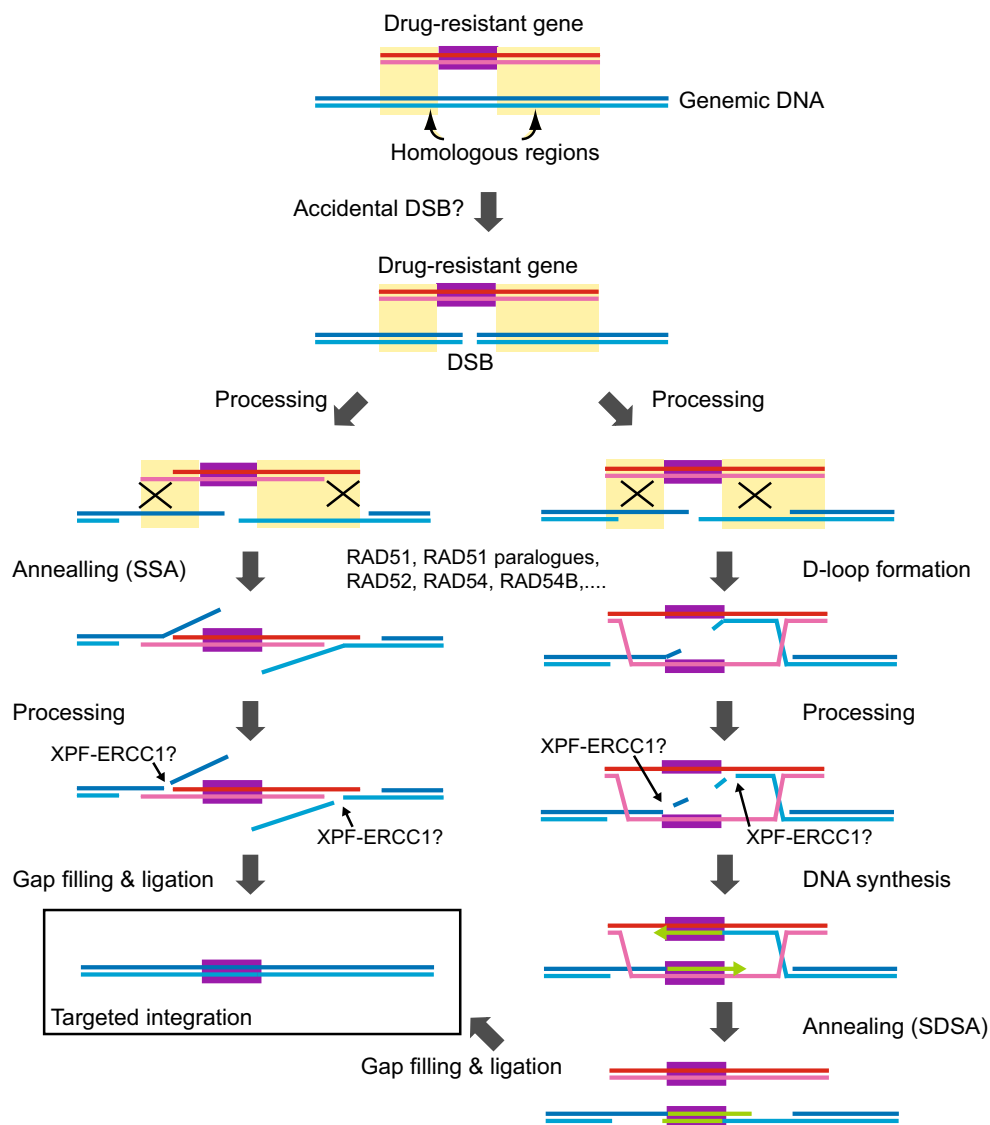 Drug-resistant gene
Genemic DNA
Homologous regions
Accidental DSB?
Drug-resistant gene
DSB
Processing
Processing
Annealling (SSA)
RAD51, RAD51 paralogues,
RAD52, RAD54, RAD54B,....
D-loop formation
Processing
Processing
XPF-ERCC1?
XPF-ERCC1?
XPF-ERCC1?
XPF-ERCC1?
Gap filling & ligation
DNA synthesis
Targeted integration
Annealing (SDSA)
Gap filling & ligation